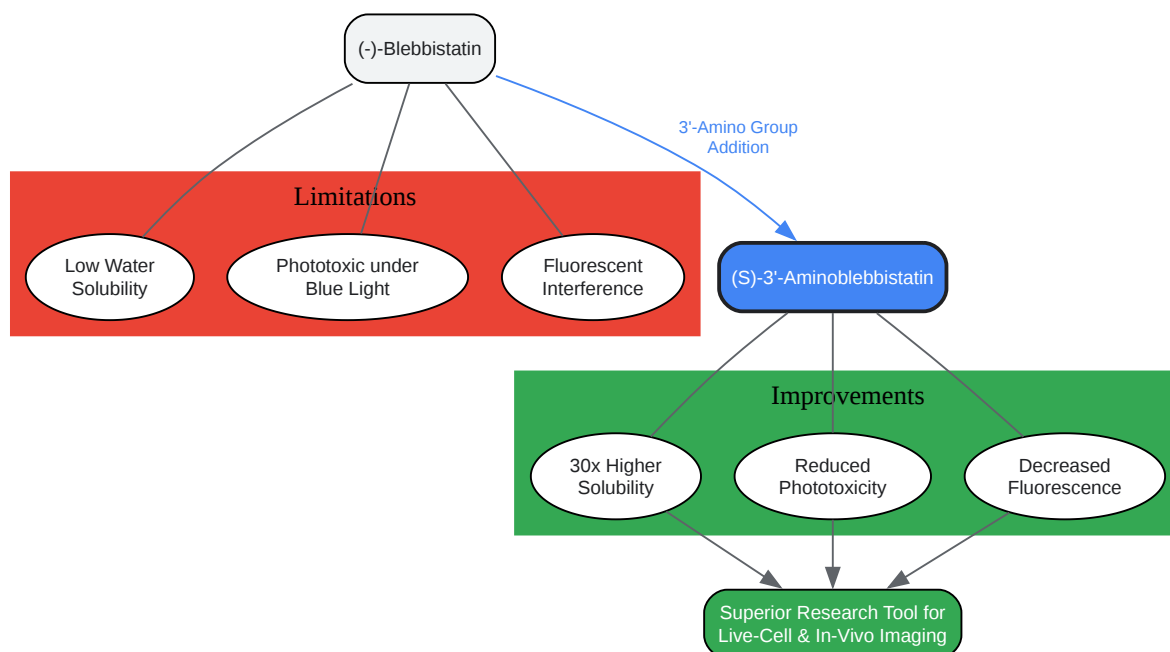 (-)-Blebbistatin
3'-Amino Group
Addition
Limitations
Low Water
Solubility
Phototoxic under
Blue Light
Fluorescent
Interference
(S)-3'-Aminoblebbistatin
Improvements
30x Higher
Solubility
Reduced
Phototoxicity
Decreased
Fluorescence
Superior Research Tool for
Live-Cell & In-Vivo Imaging